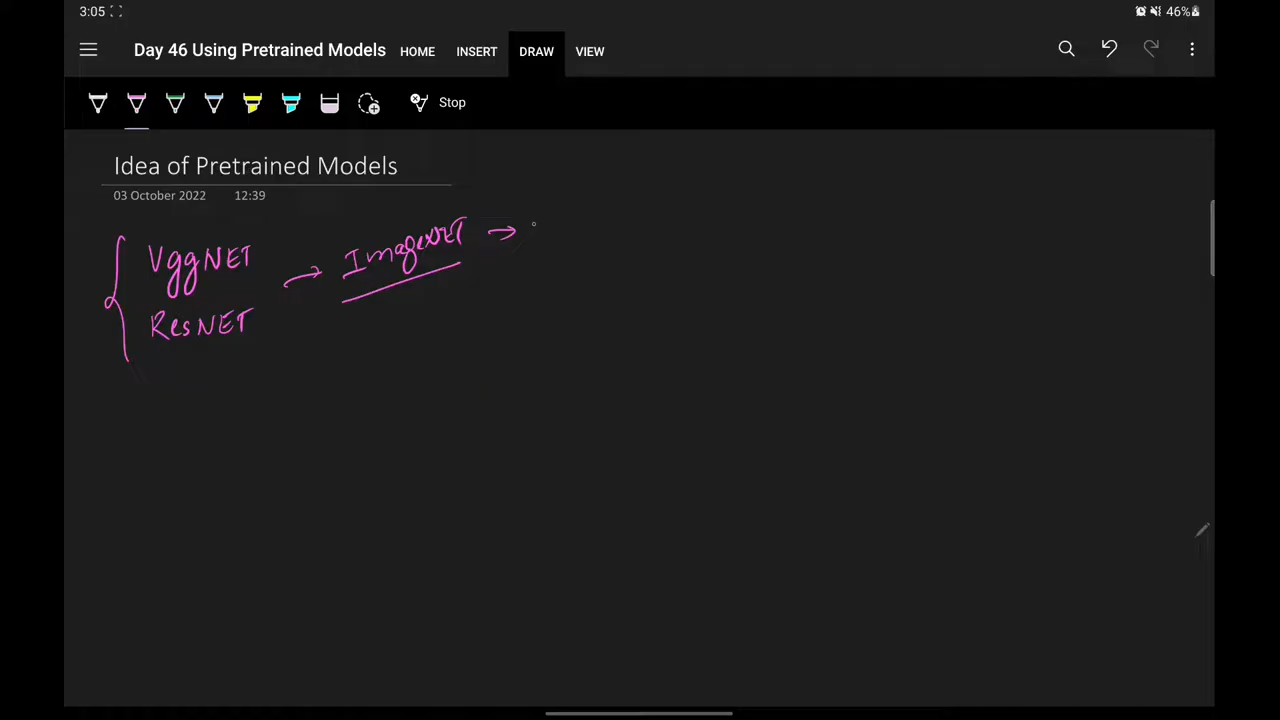 3:05 46%
Day 46 Using Pretrained Models HOME INSERT DRAW VIEW
Stop
Idea of Pretrained Models
03 October 2022 12:39
VggNET → ImageNET →
ResNET